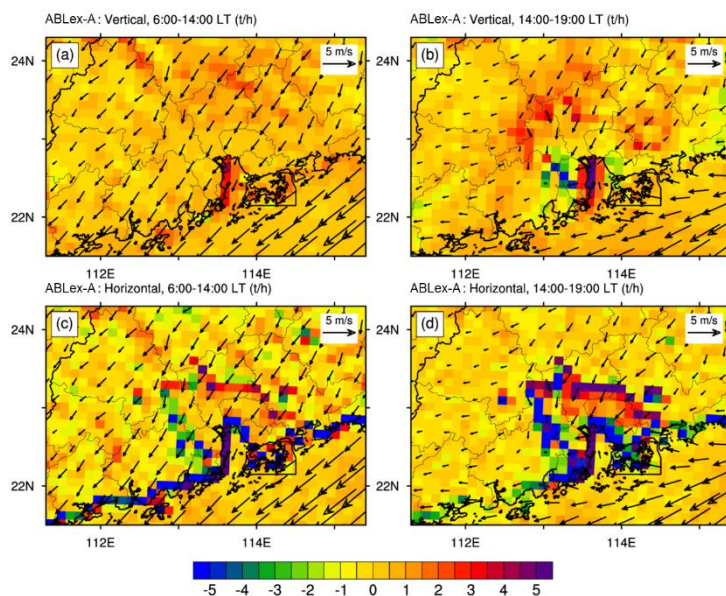 ABLex-A: Vertical, 6:00-14:00 LT (t/h)
ABLex-A: Vertical, 14:00-19:00 LT (t/h)
(a)
5 m/s
(b)
5 m/s
24N
24N
22N
22N
112E
114E
112E
114E
ABLex-A: Horizontal, 6:00-14:00 LT (t/h)
ABLex-A: Horizontal, 14:00-19:00 LT (t/h)
(c)
5 m/s
(d)
5 m/s
24N
24N
22N
22N
112E
114E
112E
114E
-5 -4 -3 -2 -1 0 1 2 3 4 5